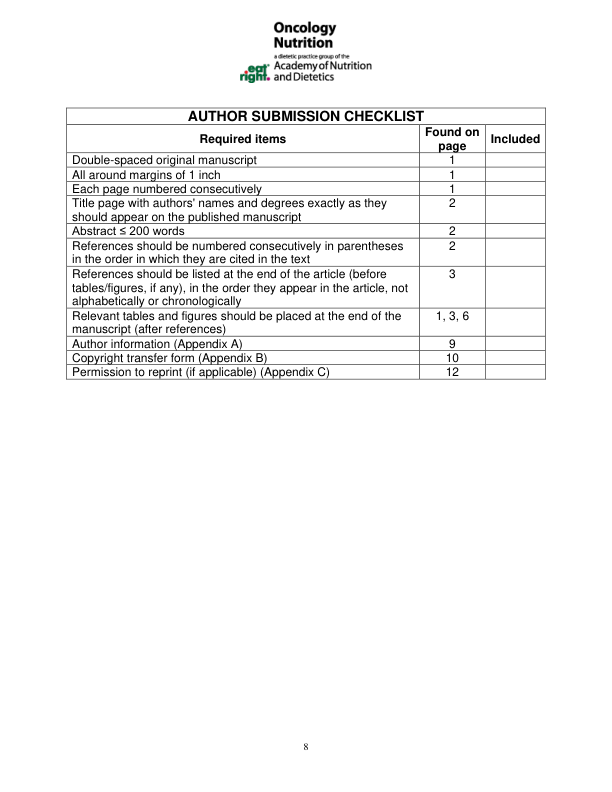 Oncology
Nutrition
a dietetic practice group of the
eat Academy of Nutrition
right. and Dietetics
AUTHOR SUBMISSION CHECKLIST
Required items Found on page Included
Double-spaced original manuscript 1
All around margins of 1 inch 1
Each page numbered consecutively 1
Title page with authors' names and degrees exactly as they 2
should appear on the published manuscript
Abstract ≤ 200 words 2
References should be numbered consecutively in parentheses 2
in the order in which they are cited in the text
References should be listed at the end of the article (before 3
tables/figures, if any), in the order they appear in the article, not
alphabetically or chronologically
Relevant tables and figures should be placed at the end of the 1, 3, 6
manuscript (after references)
Author information (Appendix A) 9
Copyright transfer form (Appendix B) 10
Permission to reprint (if applicable) (Appendix C) 12
8